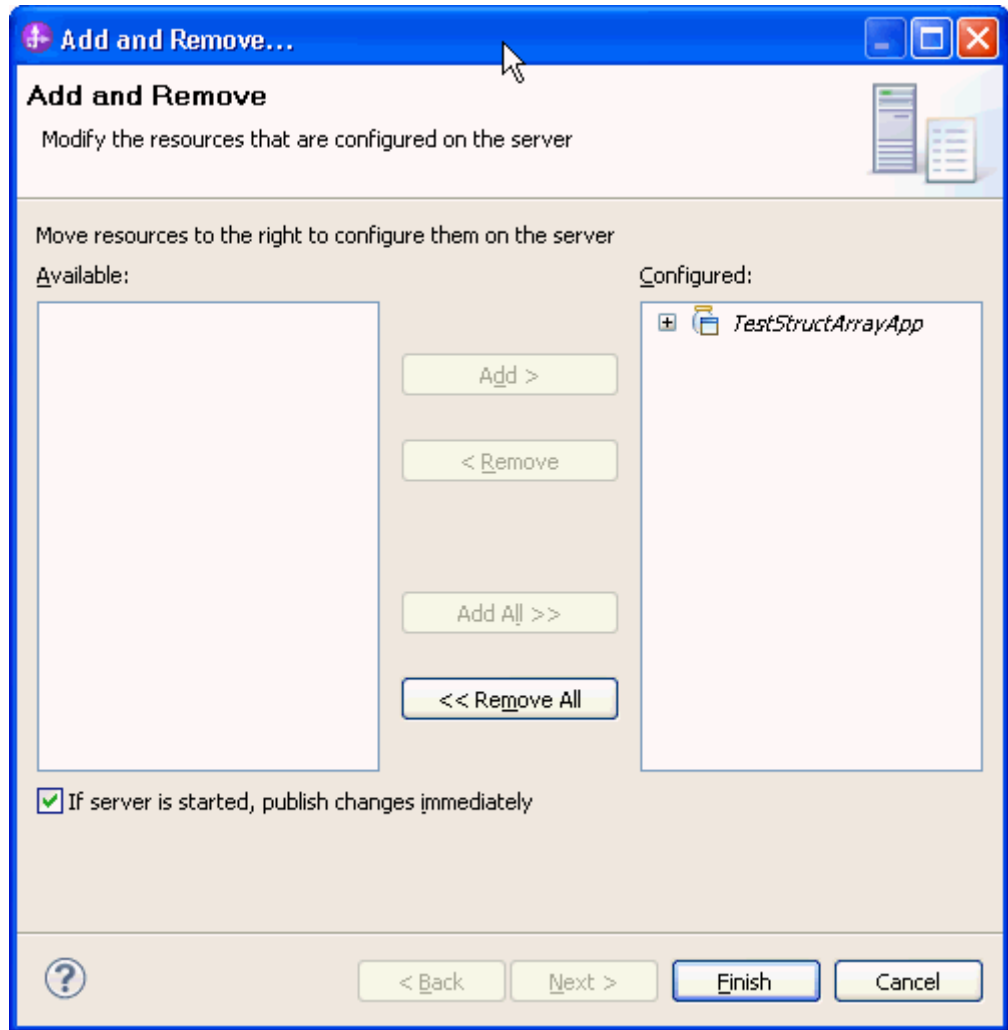 Add and Remove...
Add and Remove
Modify the resources that are configured on the server
Move resources to the right to configure them on the server
Available:
Configured:
TestStructArrayApp
Add >
< Remove
Add All >>
<< Remove All
If server is started, publish changes immediately
?
< Back
Next >
Finish
Cancel